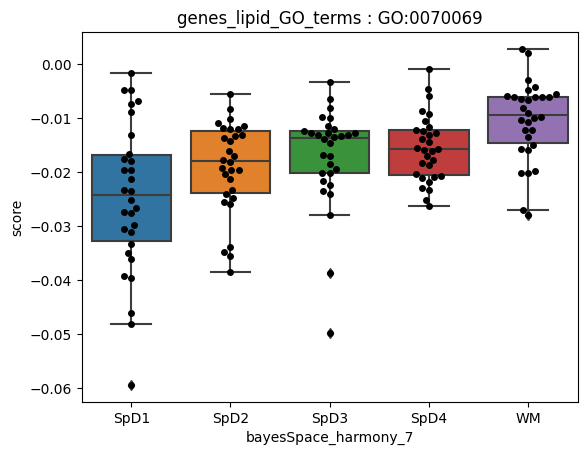 genes_lipid_GO_terms : GO:0070069
0.00
−0.01
−0.02
−0.03
−0.04
−0.05
−0.06
score
SpD1 SpD2 SpD3 SpD4 WM
bayesSpace_harmony_7